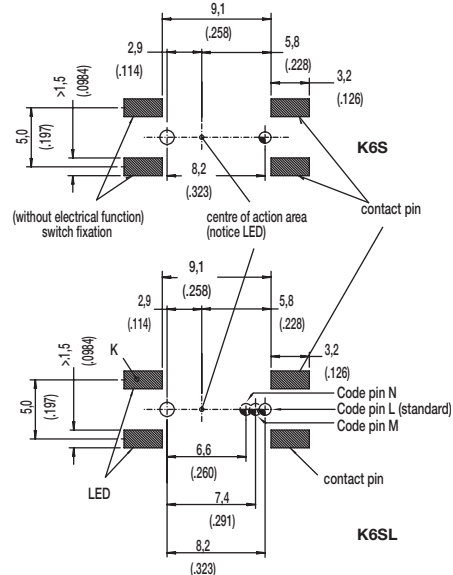 9,1
(.258)
2,9
(.114)
5,8
(.228)
3,2
(.126)
>1,5
(.0984)
5,0
(.197)
K6S
8,2
(.323)
(without electrical function)
switch fixation
centre of action area
(notice LED)
contact pin
9,1
(.258)
2,9
(.114)
5,8
(.228)
3,2
(.126)
>1,5
(.0984)
5,0
(.197)
K
Code pin N
Code pin L (standard)
Code pin M
6,6
(.260)
LED
contact pin
7,4
(.291)
8,2
(.323)
K6SL